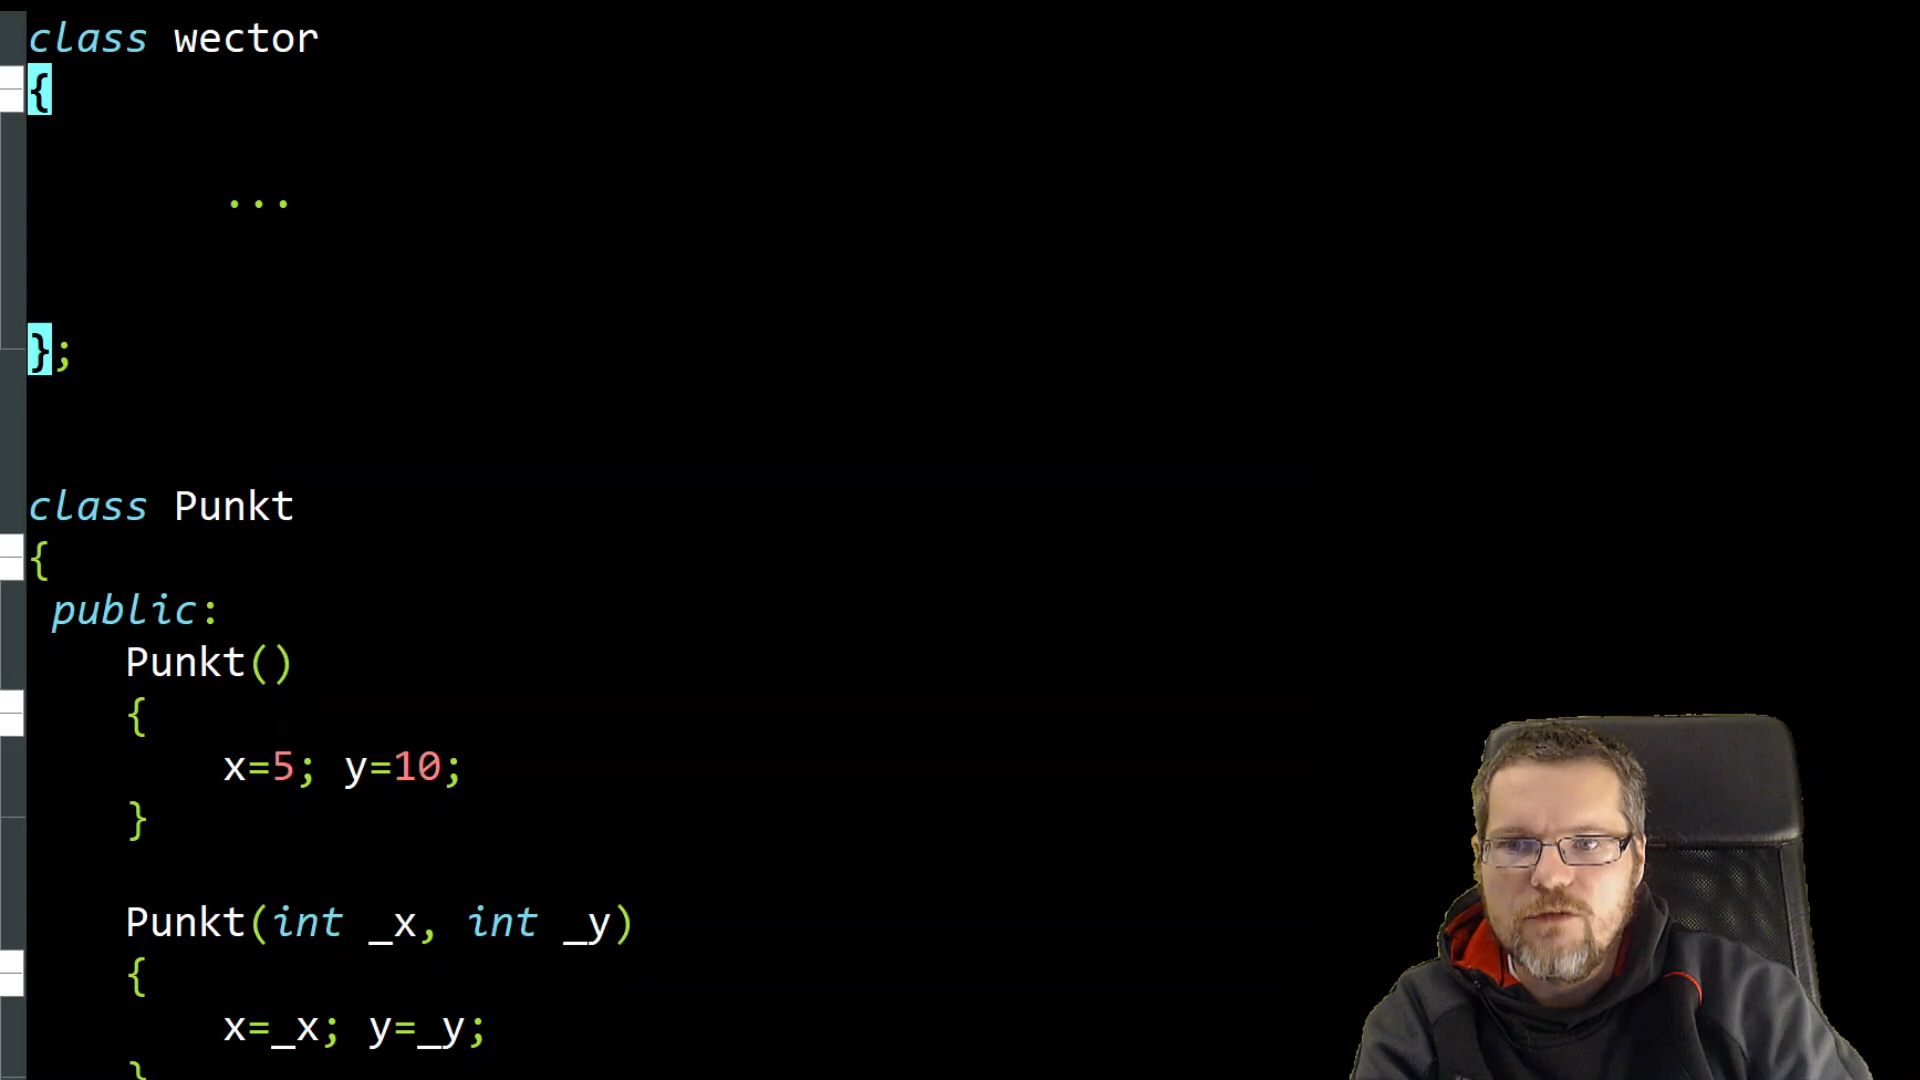 class wector
{
...
};
class Punkt
{
public:
Punkt()
{
x=5; y=10;
}
Punkt(int _x, int _y)
{
x=_x; y=_y;
}